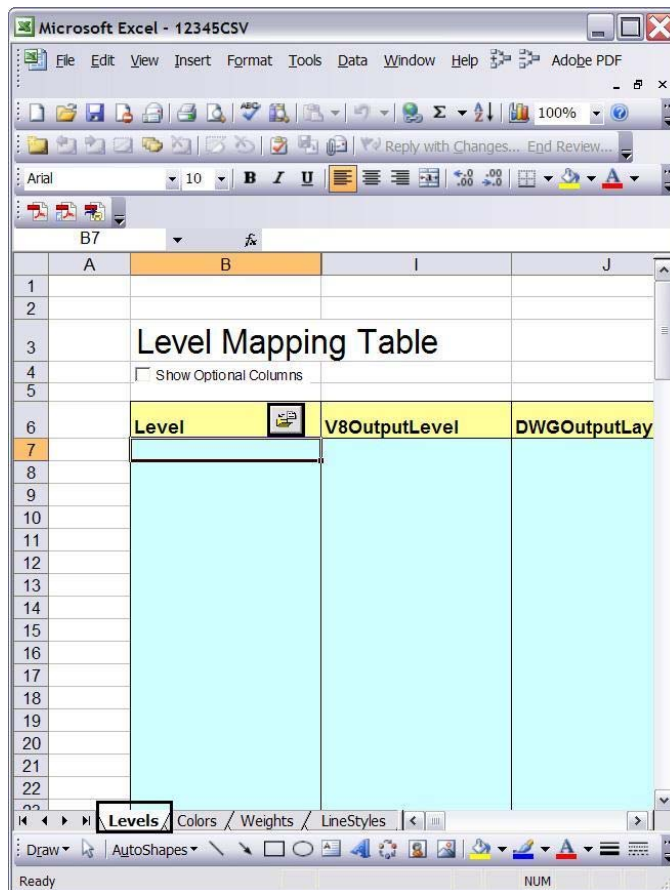 Microsoft Excel - 12345CSV
File Edit View Insert Format Tools Data Window Help Adobe PDF
100%
Reply with Changes... End Review...
Arial 10 B I U A
B7 fx
A B I J
1
2
3 Level Mapping Table
4 Show Optional Columns
5
6 Level V8OutputLevel DWGOutputLay
7
8
9
10
11
12
13
14
15
16
17
18
19
20
21
22
Levels / Colors / Weights / LineStyles
Draw AutoShapes A
Ready NUM